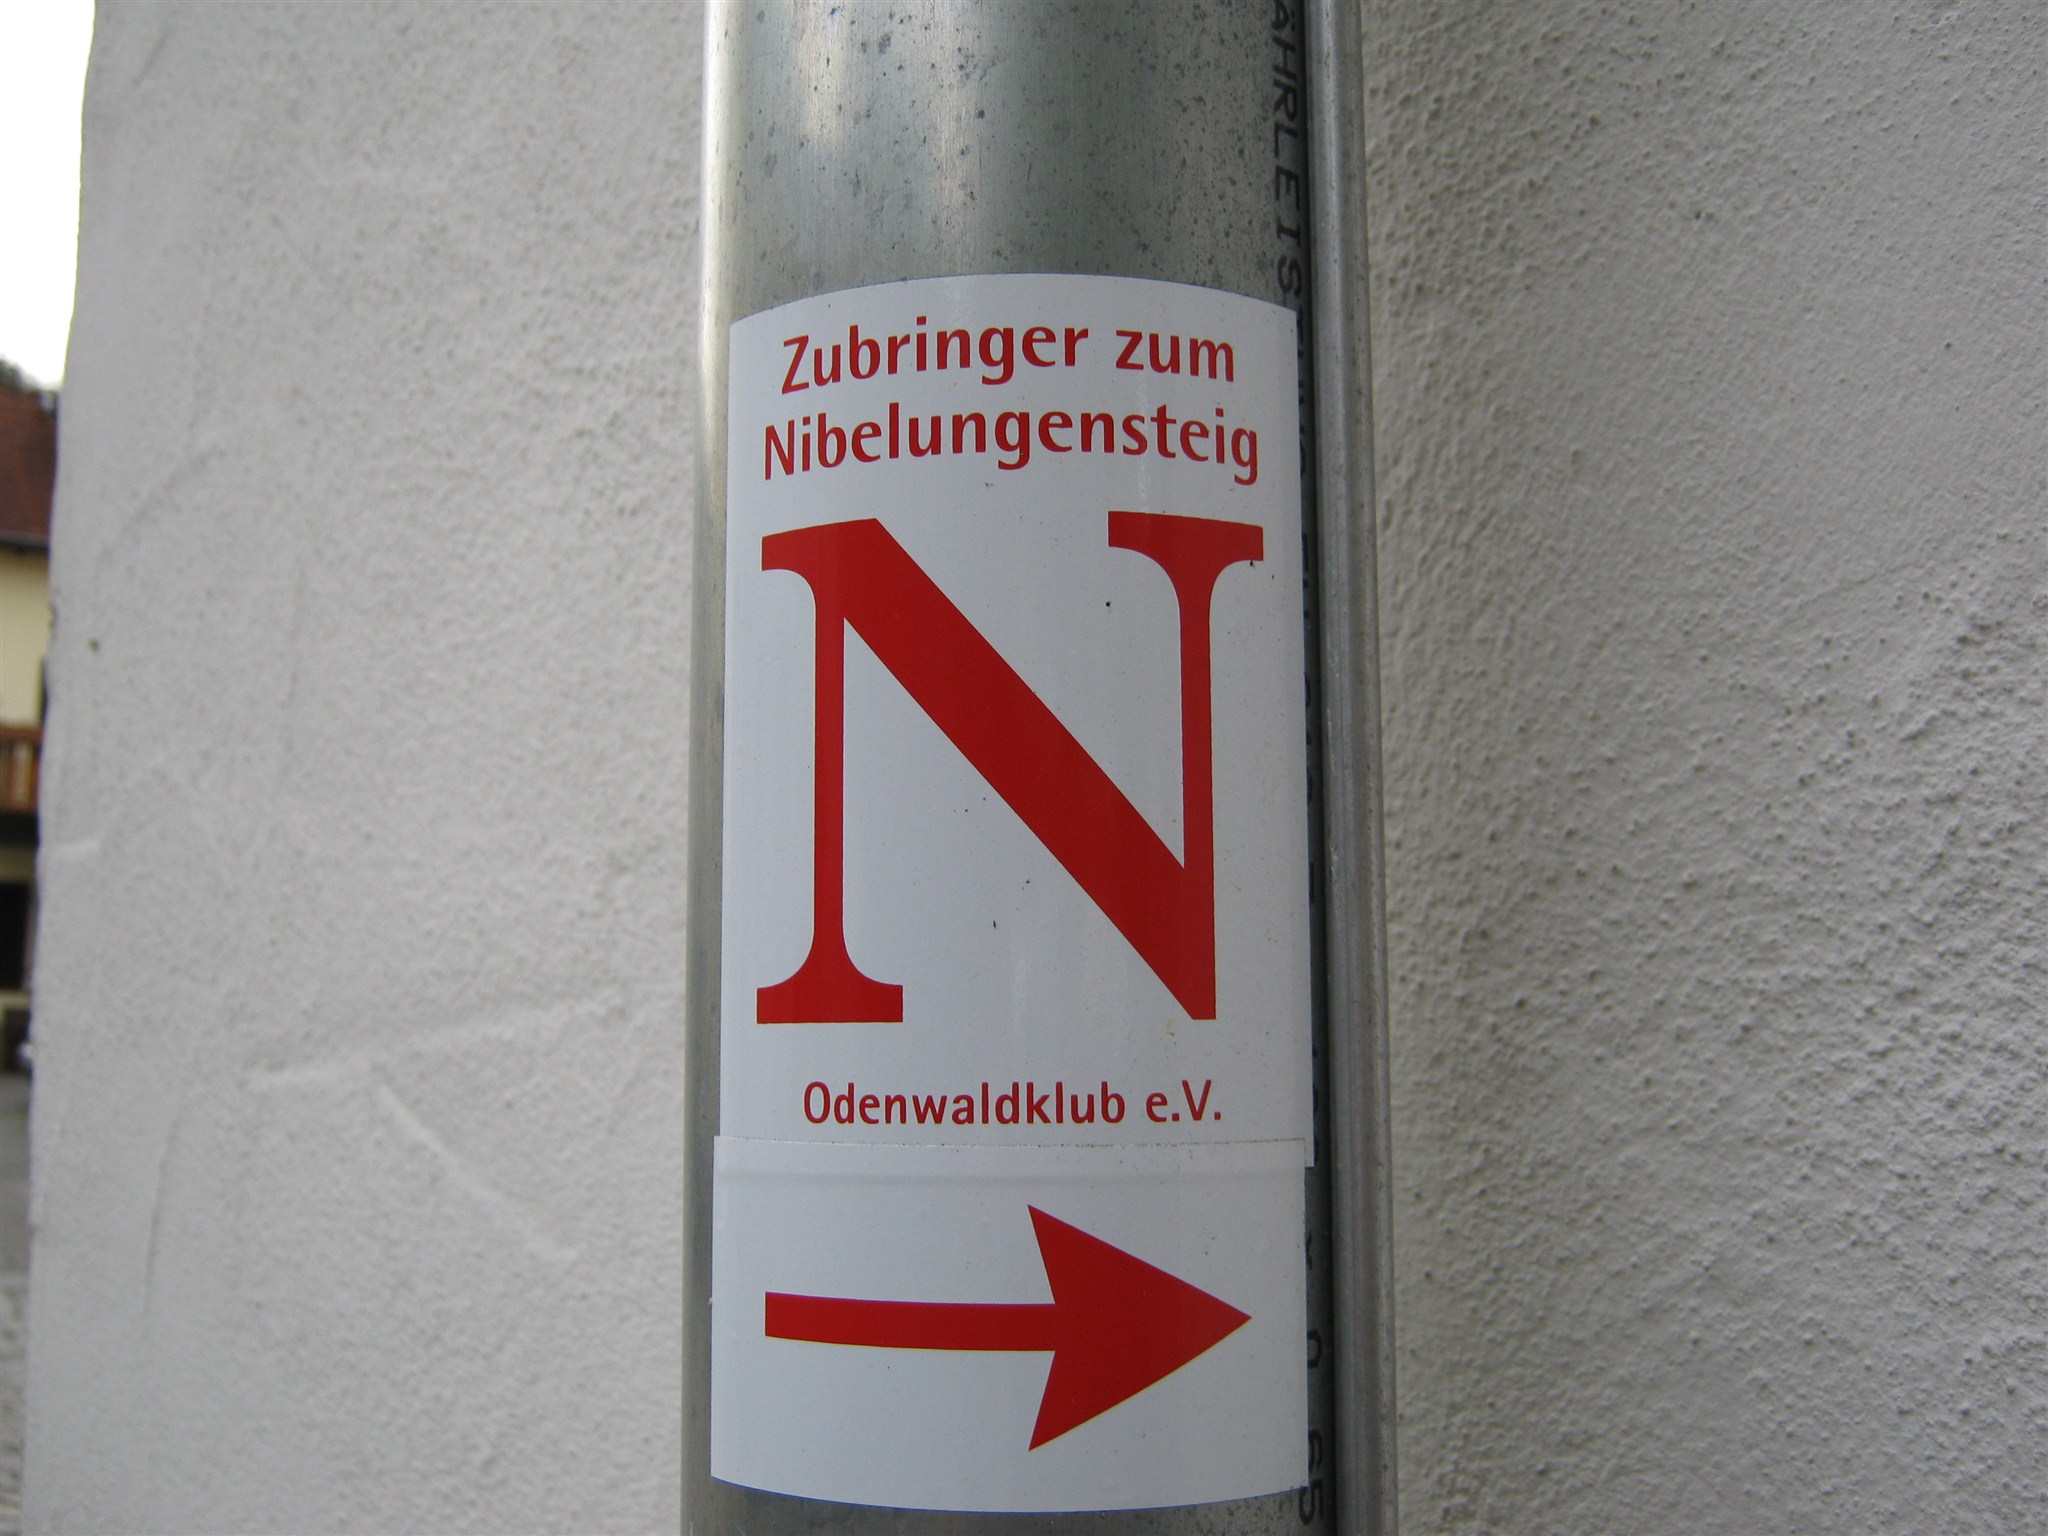 Zubringer zum
Nibelungensteig
N
Odenwaldklub e.V.